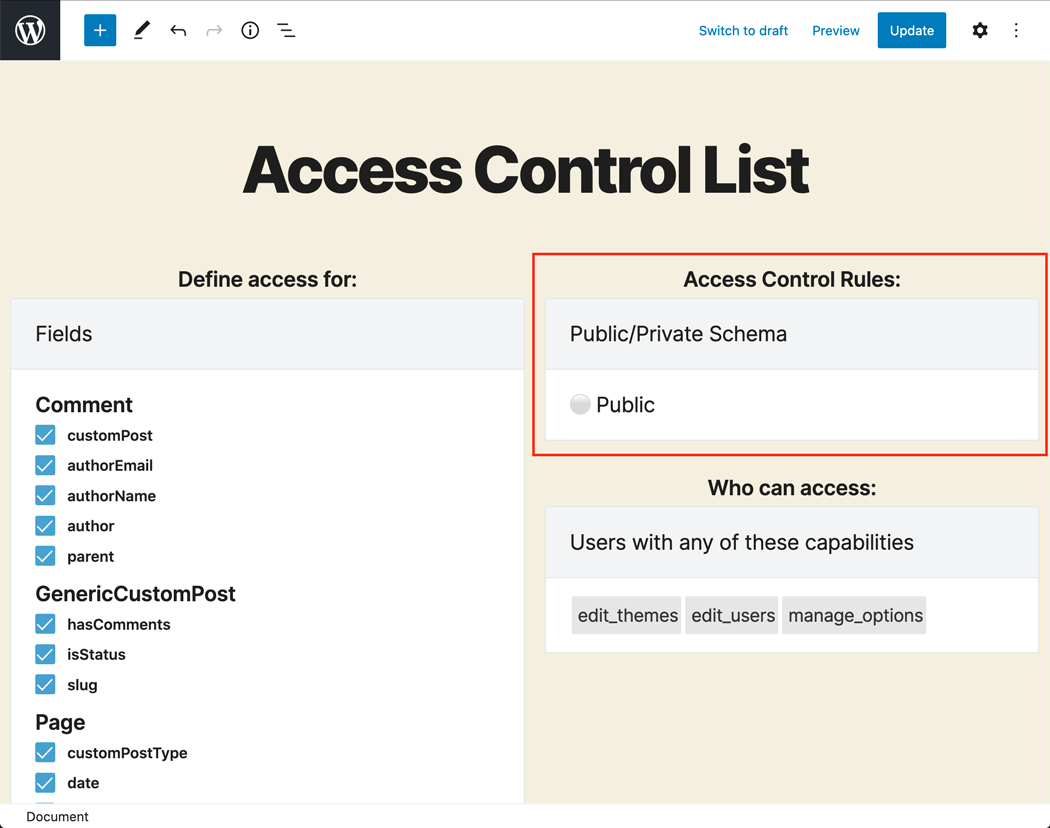 Switch to draft
Preview
Update
Access Control List
Define access for:
Fields
Comment
customPost
authorEmail
authorName
author
parent
GenericCustomPost
hasComments
isStatus
slug
Page
customPostType
date
Access Control Rules:
Public/Private Schema
Public
Who can access:
Users with any of these capabilities
edit_themes edit_users manage_options
Document